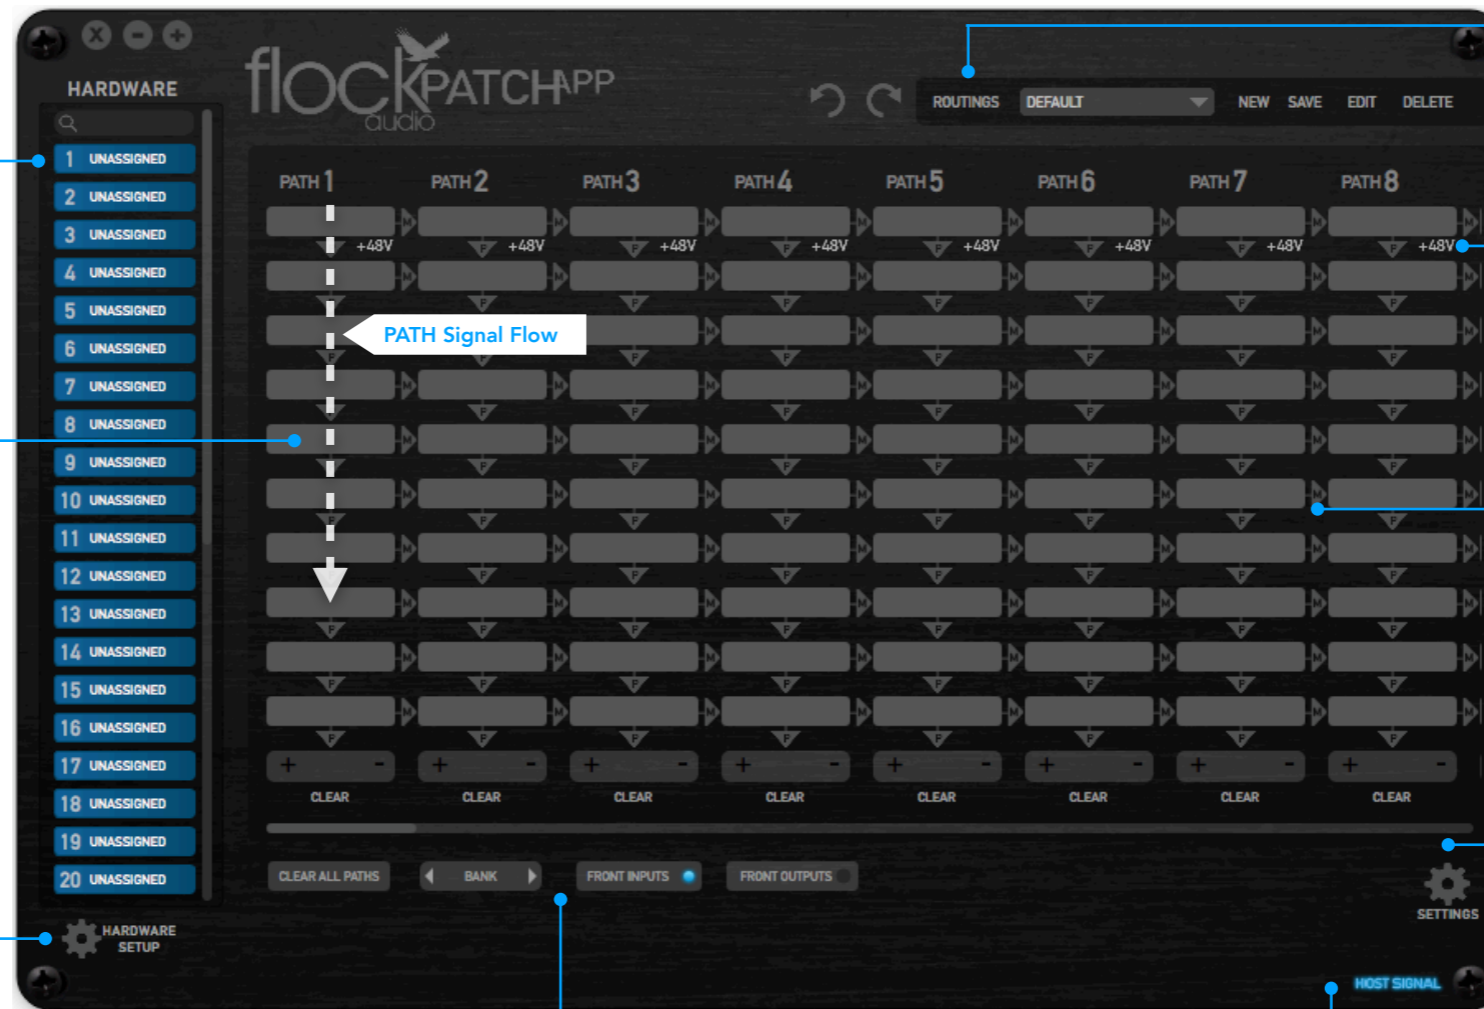 X - +
HARDWARE
flock PATCH APP
audio
ROUTINGS DEFAULT NEW SAVE EDIT DELETE
1 UNASSIGNED
2 UNASSIGNED
3 UNASSIGNED
4 UNASSIGNED
5 UNASSIGNED
6 UNASSIGNED
7 UNASSIGNED
8 UNASSIGNED
9 UNASSIGNED
10 UNASSIGNED
11 UNASSIGNED
12 UNASSIGNED
13 UNASSIGNED
14 UNASSIGNED
15 UNASSIGNED
16 UNASSIGNED
17 UNASSIGNED
18 UNASSIGNED
19 UNASSIGNED
20 UNASSIGNED
HARDWARE
SETUP
PATH 1 PATH 2 PATH 3 PATH 4 PATH 5 PATH 6 PATH 7 PATH 8
M M M M M M M M
+48V P +48V P +48V P +48V P +48V P +48V P +48V P +48V
M M M M M M M M
P P P P P P P
PATH Signal Flow
M M M M M M
P P P P P P P
M M M M M M M M
P P P P P P P
M M M M M M M M
P P P P P P P P
M M M M M M M M
P P P P P P P
M M M M M M M M
P P P P P P P
M M M M M M M M
P P P P P P P P
M M M M M M M M
P P P P P P P P
M M M M M M M M
P P P P P P P P
+ - + - + - + - + - + - + - + -
CLEAR CLEAR CLEAR CLEAR CLEAR CLEAR CLEAR CLEAR
CLEAR ALL PATHS BANK FRONT INPUTS FRONT OUTPUTS
SETTINGS
HOST SIGNAL